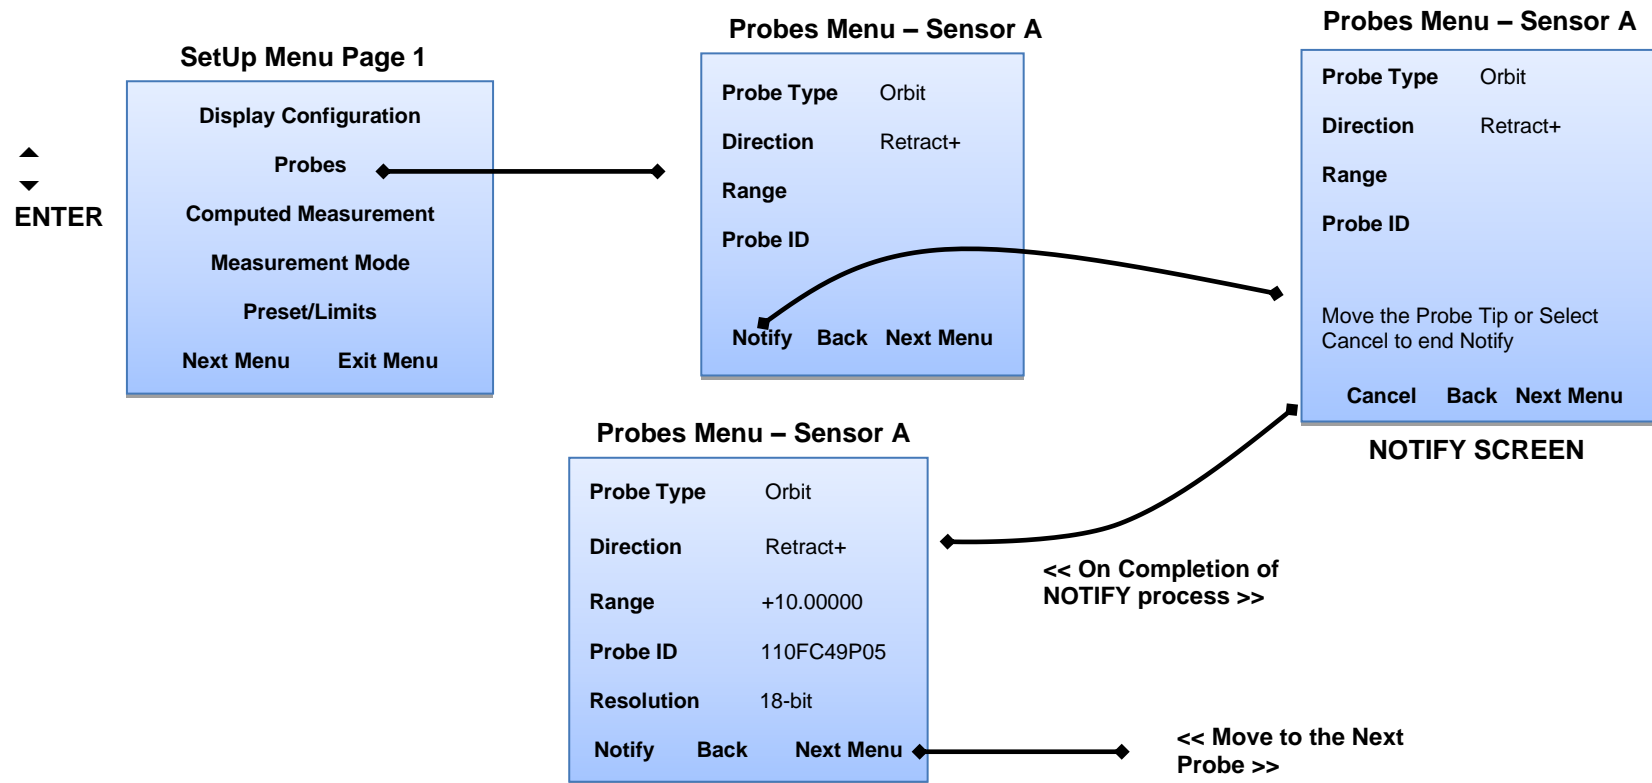 SetUp Menu Page 1
ENTER
Display Configuration
Probes
Computed Measurement
Measurement Mode
Preset/Limits
Next Menu Exit Menu
Probes Menu – Sensor A
Probe Type Orbit
Direction Retract+
Range
Probe ID
Notify Back Next Menu
Probes Menu – Sensor A
Probe Type Orbit
Direction Retract+
Range
Probe ID
Move the Probe Tip or Select
Cancel to end Notify
Cancel Back Next Menu
NOTIFY SCREEN
<< On Completion of
NOTIFY process >>
Probes Menu – Sensor A
Probe Type Orbit
Direction Retract+
Range +10.00000
Probe ID 110FC49P05
Resolution 18-bit
Notify Back Next Menu
<< Move to the Next
Probe >>